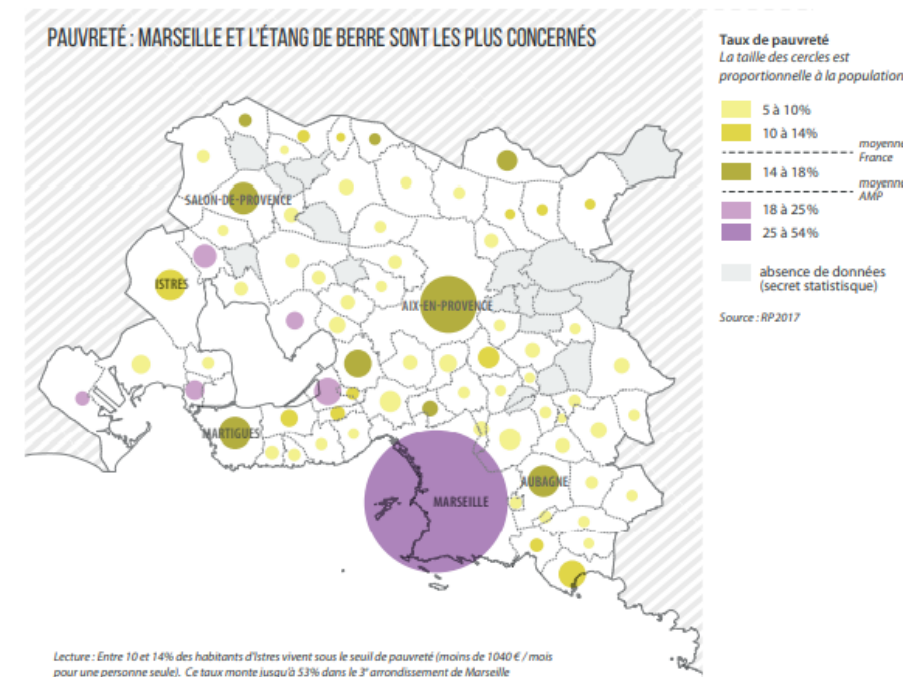 PAUVRETÉ : MARSEILLE ET L'ÉTANG DE BERRE SONT LES PLUS CONCERNÉS
Taux de pauvreté
La taille des cercles est
proportionnelle à la population
5 à 10%
10 à 14%
moyenne
France
14 à 18%
moyenne
AMP
18 à 25%
25 à 54%
absence de données
(secret statistisque)
Source : RP2017
SALON-DE-PROVENCE
ISTRES
AIX-EN-PROVENCE
MARTIGUES
AUBAGNE
MARSEILLE
Lecture : Entre 10 et 14% des habitants d'Istres vivent sous le seuil de pauvreté (moins de 1040 € / mois
pour une personne seule). Ce taux monte jusqu'à 53% dans le 3e arrondissement de Marseille